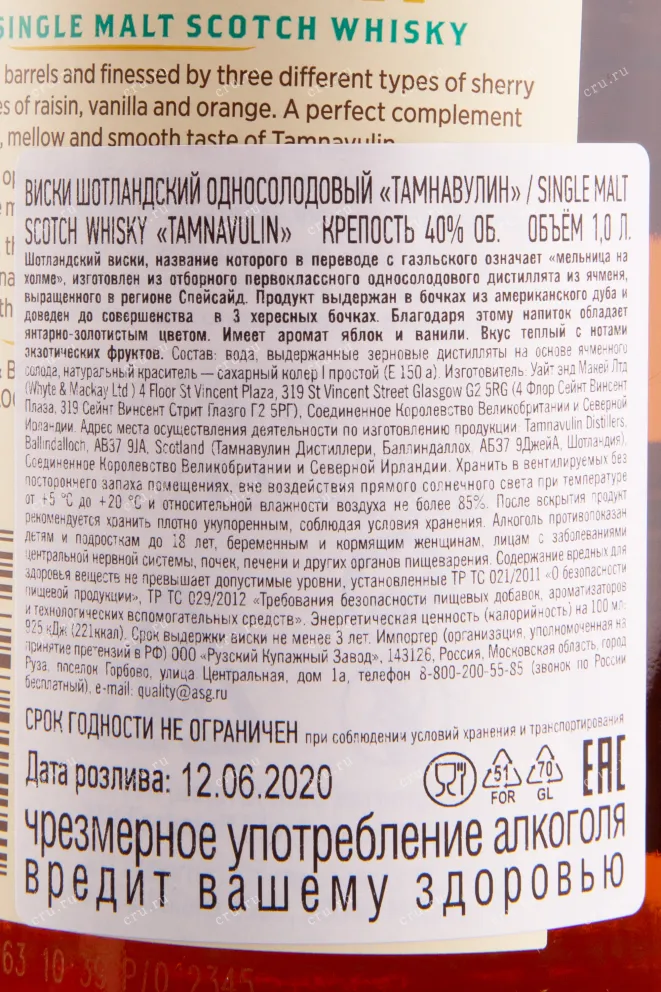 SINGLE MALT SCOTCH WHISKY
barrels and finessed by three different types of sherry
es of raisin, vanilla and orange. A perfect complement
, mellow and smooth taste of Tamnavulin
ВИСКИ ШОТЛАНДСКИЙ ОДНОСОЛОДОВЫЙ «ТАМНАВУЛИН» / SINGLE MALT
SCOTCH WHISKY «TAMNAVULIN» КРЕПОСТЬ 40% ОБ. ОБЪЁМ 1,0 Л.
Шотландский виски, название которого в переводе с гаэльского означает «мельница на
холме», изготовлен из отборного первоклассного односолодового дистиллята из ячменя,
выращенного в регионе Спейсайд. Продукт выдержан в бочках из американского дуба и
доведен до совершенства в 3 хересных бочках. Благодаря этому напиток обладает
янтарно-золотистым цветом. Имеет аромат яблок и ванили. Вкус теплый с нотами
экзотических фруктов. Состав: вода, выдержанные зерновые дистилляты на основе ячменного
солода, натуральный краситель — сахарный колер I простой (Е 150 а). Изготовитель: Уайт энд Макей Лтд
(Whyte & Mackay Ltd ) 4 Floor St Vincent Plaza, 319 St Vincent Street Glasgow G2 5RG (4 Флор Сейнт Винсент
Плаза, 319 Сейнт Винсент Стрит Глазго Г2 5РГ), Соединенное Королевство Великобритании и Северной
Ирландии. Адрес места осуществления деятельности по изготовлению продукции: Tamnavulin Distillers,
Ballindalloch, AB37 9JA, Scotland (Тамнавулин Дистиллери, Баллиндаллох, АБ37 9ДжейА, Шотландия),
Соединенное Королевство Великобритании и Северной Ирландии. Хранить в вентилируемых без
постороннего запаха помещениях, вне воздействия прямого солнечного света при температуре
от +5 °С до +20 °С и относительной влажности воздуха не более 85%. После вскрытия продукт
рекомендуется хранить плотно укупоренным, соблюдая условия хранения. Алкоголь противопоказан
детям и подросткам до 18 лет, беременным и кормящим женщинам, лицам с заболеваниями
центральной нервной системы, почек, печени и других органов пищеварения. Содержание вредных для
здоровья веществ не превышает допустимые уровни, установленные ТР ТС 021/2011 «О безопасности
пищевой продукции», ТР ТС 029/2012 «Требования безопасности пищевых добавок, ароматизаторов
и технологических вспомогательных средств». Энергетическая ценность (калорийность) на 100 мл:
925 кДж (221ккал). Срок выдержки виски не менее 3 лет. Импортер (организация, уполномоченная на
принятие претензий в РФ) ООО «Рузский Купажный Завод», 143126, Россия, Московская область, город
Руза, поселок Горбово, улица Центральная, дом 1а, телефон 8-800-200-55-85 (звонок по России
бесплатный), e-mail: quality@asg.ru
СРОК ГОДНОСТИ НЕ ОГРАНИЧЕН при соблюдении условий хранения и транспортирования
Дата розлива: 12.06.2020
51 FOR
70 GL
EAC
чрезмерное употребление алкоголя
вредит вашему здоровью
63 10:39 P/0 12345